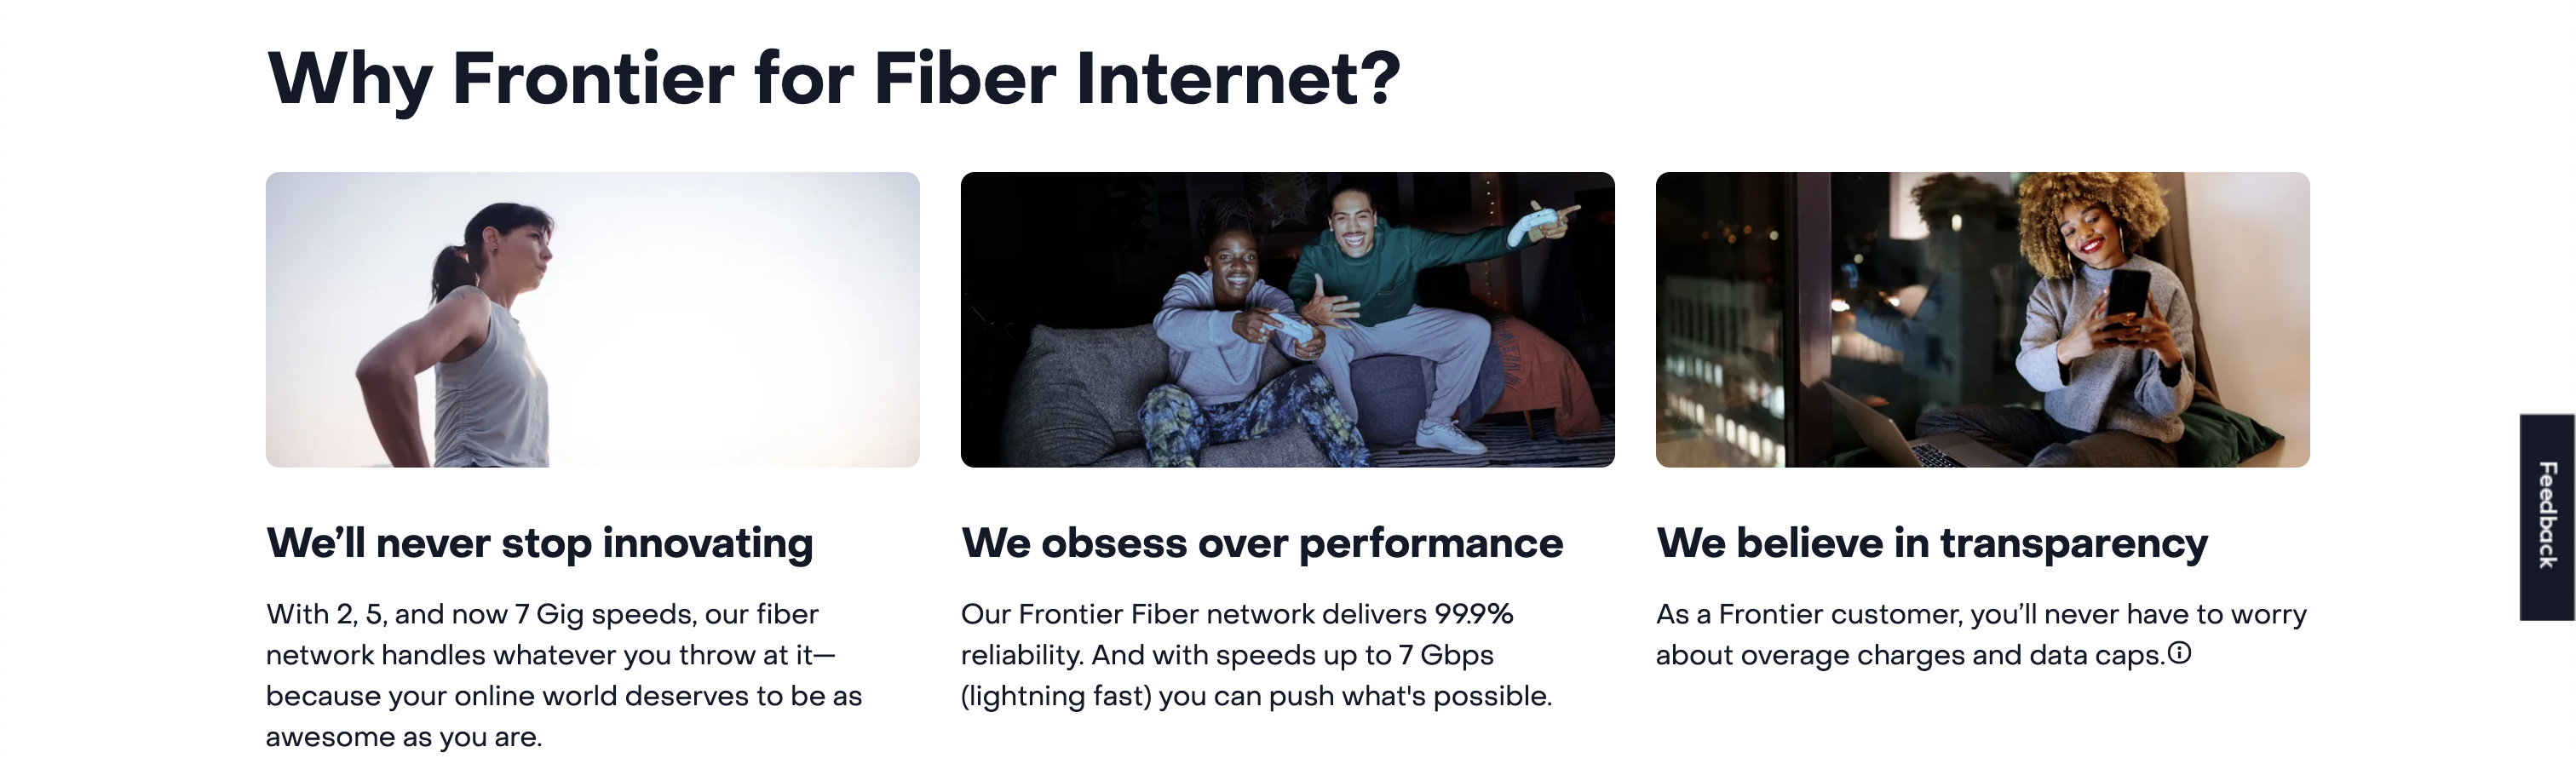 Why Frontier for Fiber Internet?
We’ll never stop innovating
With 2, 5, and now 7 Gig speeds, our fiber
network handles whatever you throw at it—
because your online world deserves to be as
awesome as you are.
We obsess over performance
Our Frontier Fiber network delivers 99.9%
reliability. And with speeds up to 7 Gbps
(lightning fast) you can push what's possible.
We believe in transparency
As a Frontier customer, you’ll never have to worry
about overage charges and data caps.
Feedback